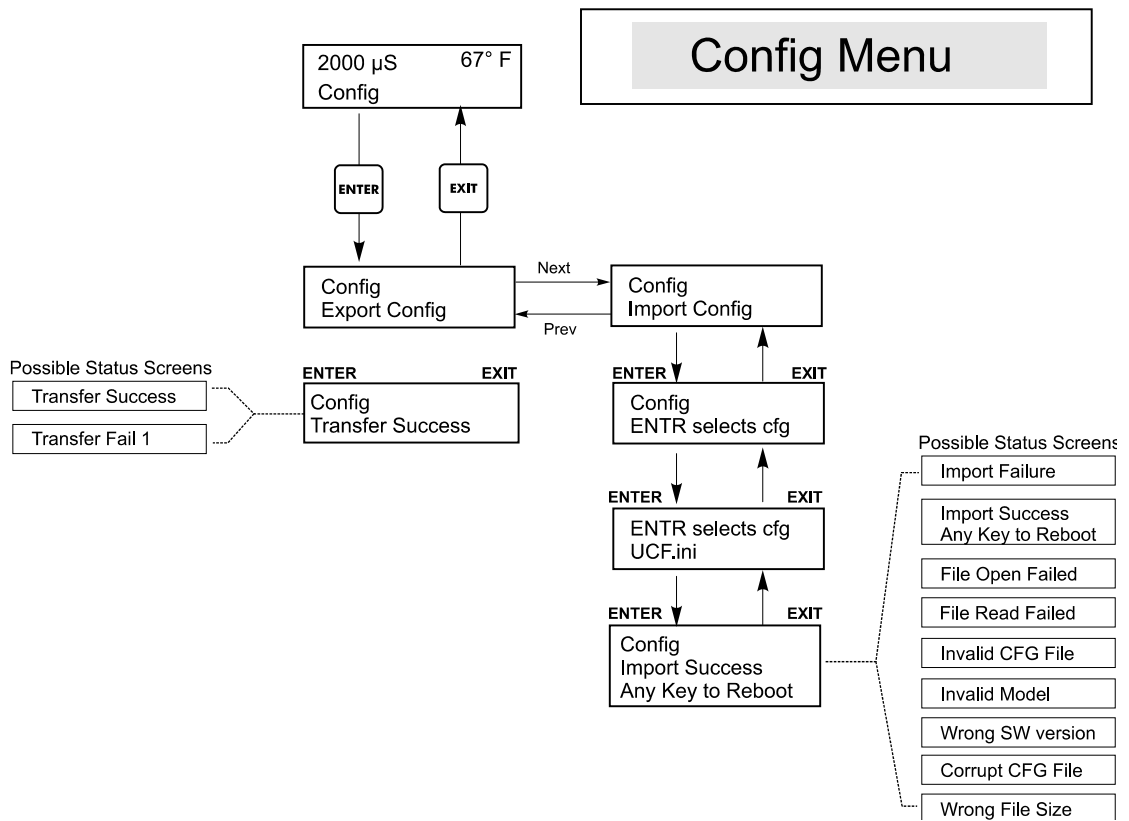 Config Menu
2000 µS 67° F
Config
ENTER EXIT
Config
Export Config
Next
Prev
Config
Import Config
Possible Status Screens
Transfer Success
Transfer Fail 1
ENTER EXIT
Config
Transfer Success
ENTER EXIT
Config
ENTR selects cfg
ENTER EXIT
ENTR selects cfg
UCF.ini
ENTER EXIT
Config
Import Success
Any Key to Reboot
Possible Status Screens
Import Failure
Import Success
Any Key to Reboot
File Open Failed
File Read Failed
Invalid CFG File
Invalid Model
Wrong SW version
Corrupt CFG File
Wrong File Size